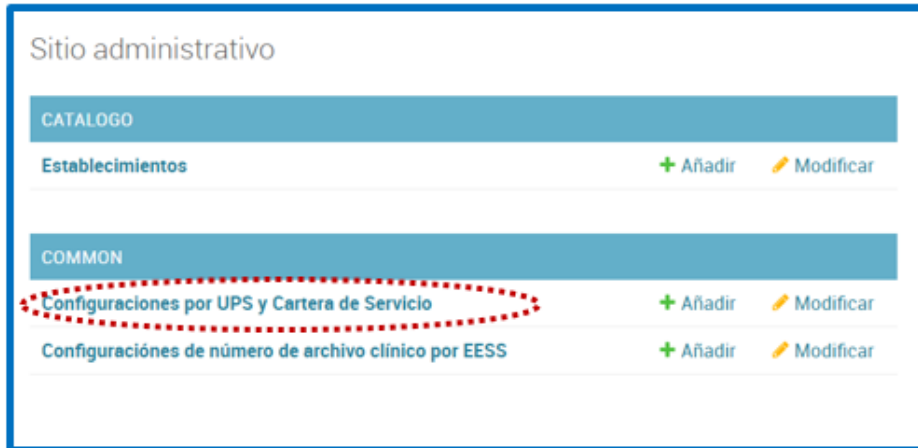 Sitio administrativo
CATALOGO
Establecimientos + Añadir Modificar
COMMON
Configuraciones por UPS y Cartera de Servicio + Añadir Modificar
Configuraciónes de número de archivo clínico por EESS + Añadir Modificar